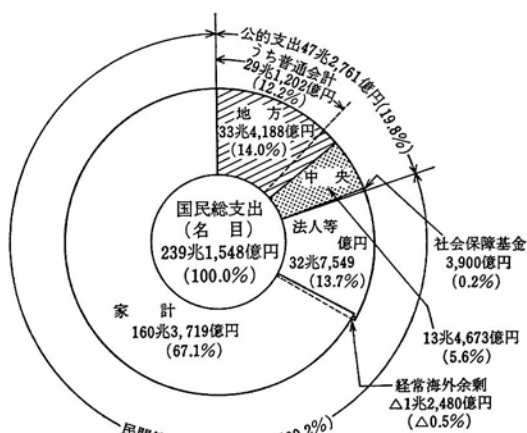 公的支出47兆2,761億円(19.8%)
うち普通会計
29兆1,202億円
(12.2%)
地方
33兆4,188億円
(14.0%)
中央
国民総支出
(名目)
239兆1,548億円
(100.0%)
法人等
億円
32兆7,549
(13.7%)
社会保障基金
3,900億円
(0.2%)
家計
160兆3,719億円
(67.1%)
13兆4,673億円
(5.6%)
経常海外余剰
△1兆2,480億円
(△0.5%)